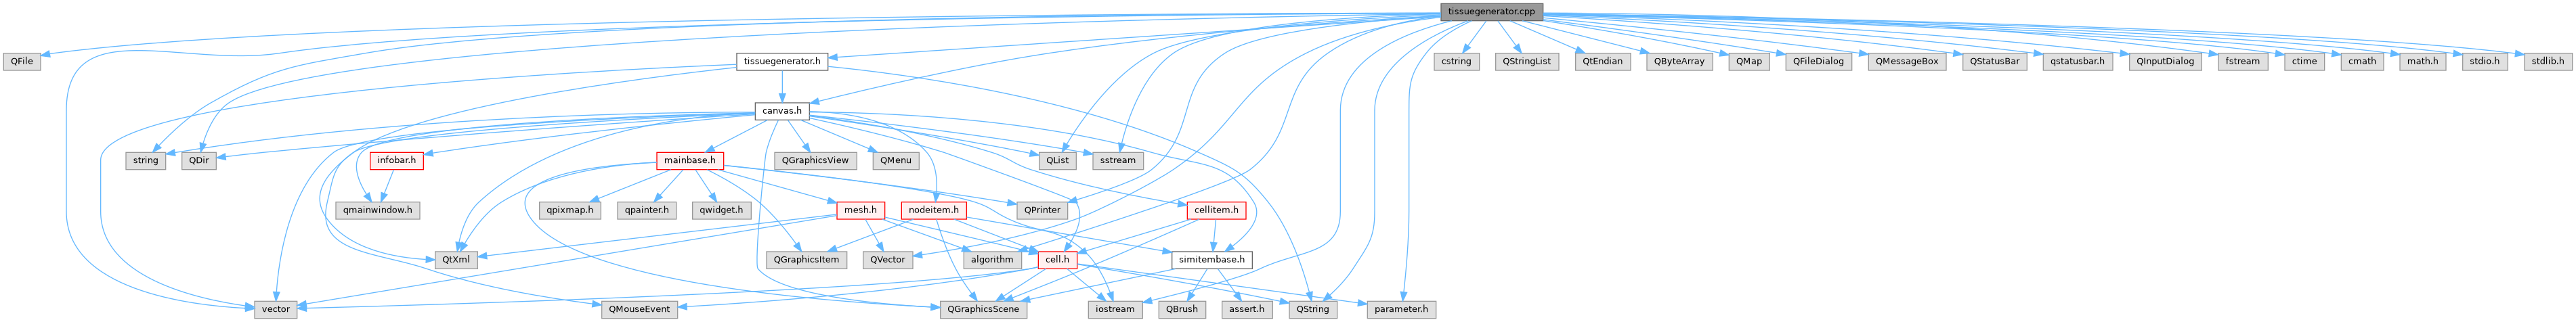 tissuegenerator.cpp
QFile
tissuegenerator.h
cstring
QStringList
QtEndian
QByteArray
QMap
QFileDialog
QMessageBox
QStatusBar
qstatusbar.h
QInputDialog
fstream
ctime
cmath
math.h
stdio.h
stdlib.h
canvas.h
string
QDir
infobar.h
mainbase.h
QGraphicsView
QMenu
QList
sstream
qmainwindow.h
qpixmap.h
qpainter.h
qwidget.h
mesh.h
nodeitem.h
QPrinter
cellitem.h
QtXml
QGraphicsItem
QVector
algorithm
cell.h
simitembase.h
vector
QMouseEvent
QGraphicsScene
iostream
QBrush
assert.h
QString
parameter.h